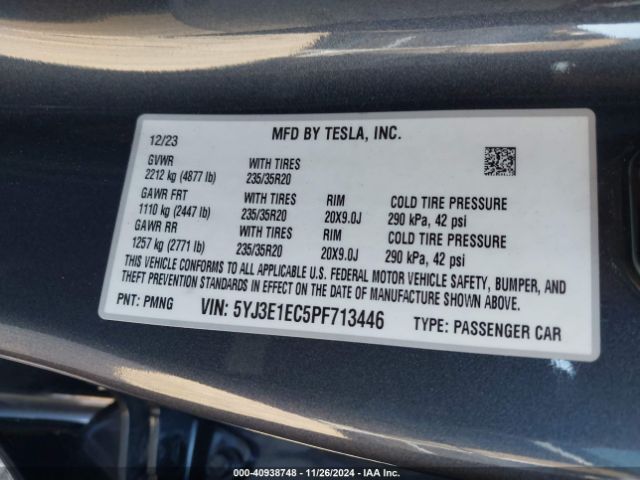 MFD BY TESLA, INC.
12/23
GVWR WITH TIRES
2212 kg (4877 lb) 235/35R20
GAWR FRT WITH TIRES RIM COLD TIRE PRESSURE
1110 kg (2447 lb) 235/35R20 20X9.0J 290 kPa, 42 psi
GAWR RR WITH TIRES RIM COLD TIRE PRESSURE
1257 kg (2771 lb) 235/35R20 20X9.0J 290 kPa, 42 psi
THIS VEHICLE CONFORMS TO ALL APPLICABLE U.S. FEDERAL MOTOR VEHICLE SAFETY, BUMPER, AND
THEFT PREVENTION STANDARDS IN EFFECT ON THE DATE OF MANUFACTURE SHOWN ABOVE.
PNT: PMNG VIN: 5YJ3E1EC5PF713446 TYPE: PASSENGER CAR
000-40938748 - 11/26/2024 - IAA Inc.